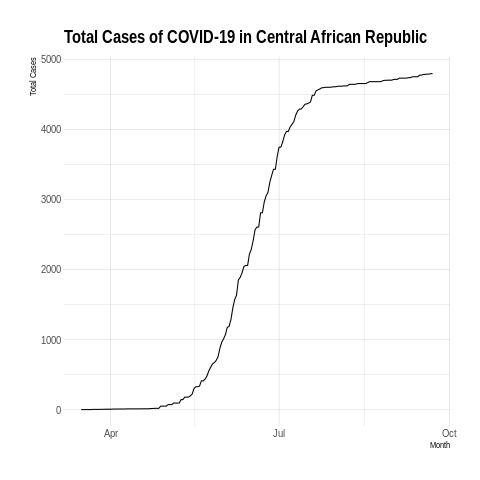 Total Cases of COVID-19 in Central African Republic
Total Cases
5000
4000
3000
2000
1000
0
Apr
Jul
Oct
Month